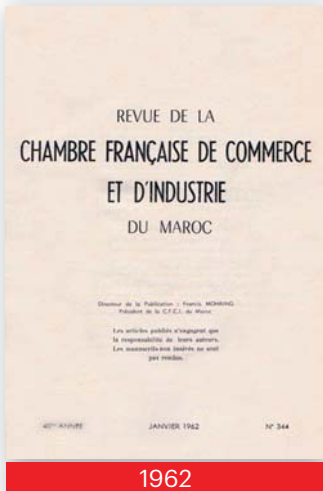 REVUE DE LA
CHAMBRE FRANÇAISE DE COMMERCE
ET D'INDUSTRIE
DU MAROC
Directeur de la Publication : Francis MOHRING
Président de la C.F.C.I. du Maroc
Les articles publiés n'engagent que
la responsabilité de leurs auteurs.
Les manuscrits non insérés ne sont
pas rendus.
40me ANNÉE JANVIER 1962 N° 344
1962